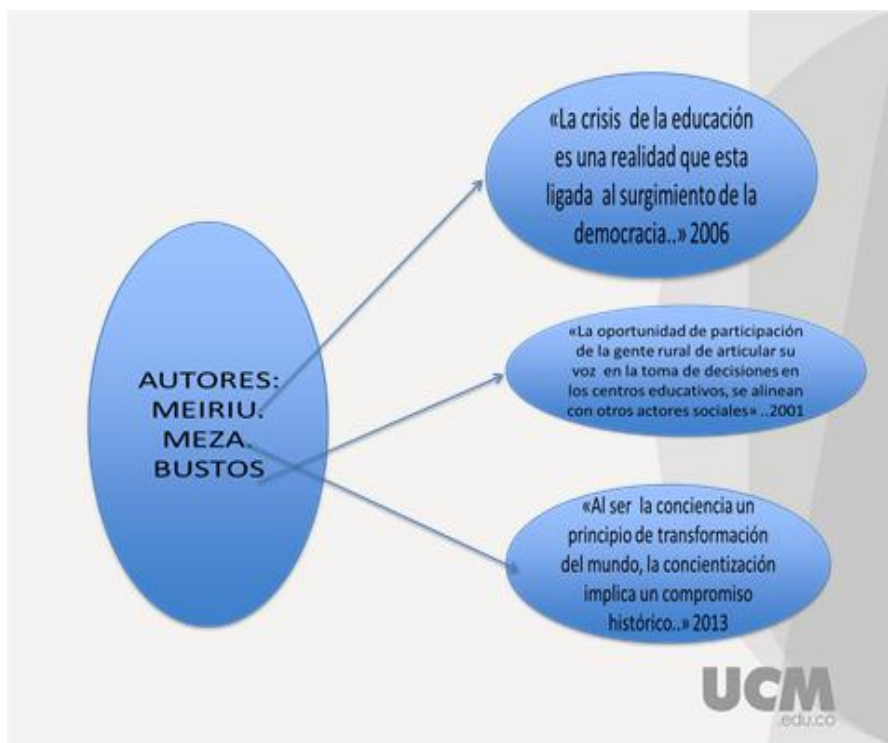 AUTORES:
MEIRIU.
MEZA.
BUSTOS
«La crisis de la educación
es una realidad que esta
ligada al surgimiento de la
democracia..» 2006
«La oportunidad de participación
de la gente rural de articular su
voz en la toma de decisiones en
los centros educativos, se alinean
con otros actores sociales» ..2001
«Al ser la conciencia un
principio de transformación
del mundo, la concientización
implica un compromiso
histórico..» 2013
UCM
.edu.co